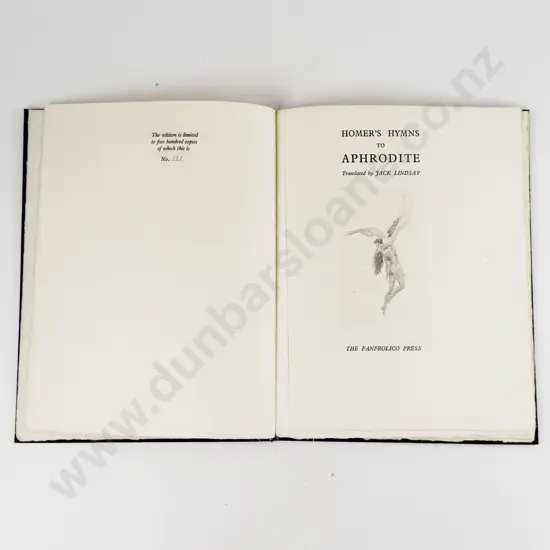 The edition is limited
to five hundred copies
of which this is
No.
HOMER'S HYMNS
TO
APHRODITE
Translated by JACK LINDSAY
THE FANFROLICO PRESS
www.dunbarsloane.co.nz